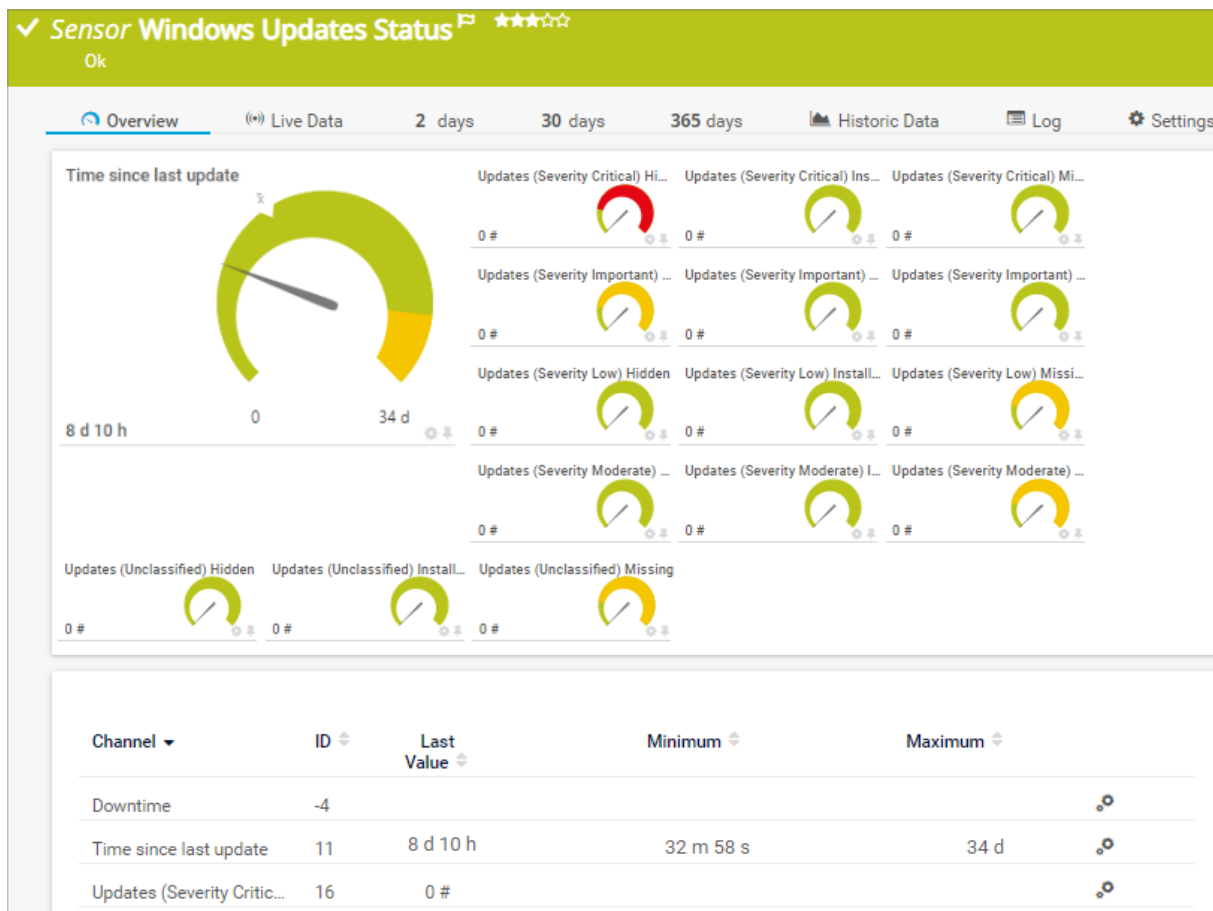 Sensor Windows Updates Status
Ok
Overview Live Data 2 days 30 days 365 days Historic Data Log Settings
Time since last update
0 34 d
8 d 10 h
Updates (Severity Critical) Hi... Updates (Severity Critical) Ins... Updates (Severity Critical) Mi...
0 # 0 # 0 #
Updates (Severity Important) ... Updates (Severity Important) ... Updates (Severity Important) ...
0 # 0 # 0 #
Updates (Severity Low) Hidden Updates (Severity Low) Install... Updates (Severity Low) Missi...
0 # 0 # 0 #
Updates (Severity Moderate) ... Updates (Severity Moderate) I... Updates (Severity Moderate) ...
0 # 0 # 0 #
Updates (Unclassified) Hidden Updates (Unclassified) Install... Updates (Unclassified) Missing
0 # 0 # 0 #
Channel ID Last Value Minimum Maximum
Downtime -4
Time since last update 11 8 d 10 h 32 m 58 s 34 d
Updates (Severity Critic... 16 0 #